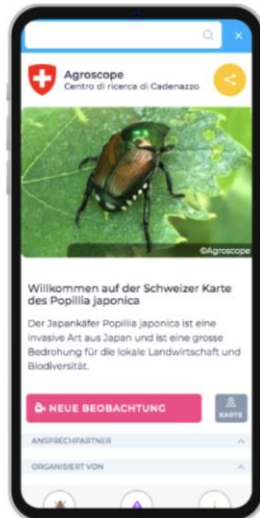 Agroscope
Centro di ricerca di Cadenazzo
©Agroscope
Willkommen auf der Schweizer Karte
des Popillia japonica
Der Japankäfer Popillia japonica ist eine
invasive Art aus Japan und ist eine grosse
Bedrohung für die lokale Landwirtschaft und
Biodiversität.
NEUE BEOBACHTUNG
KARTE
ANSPRECHPARTNER
ORGANISIERT VON